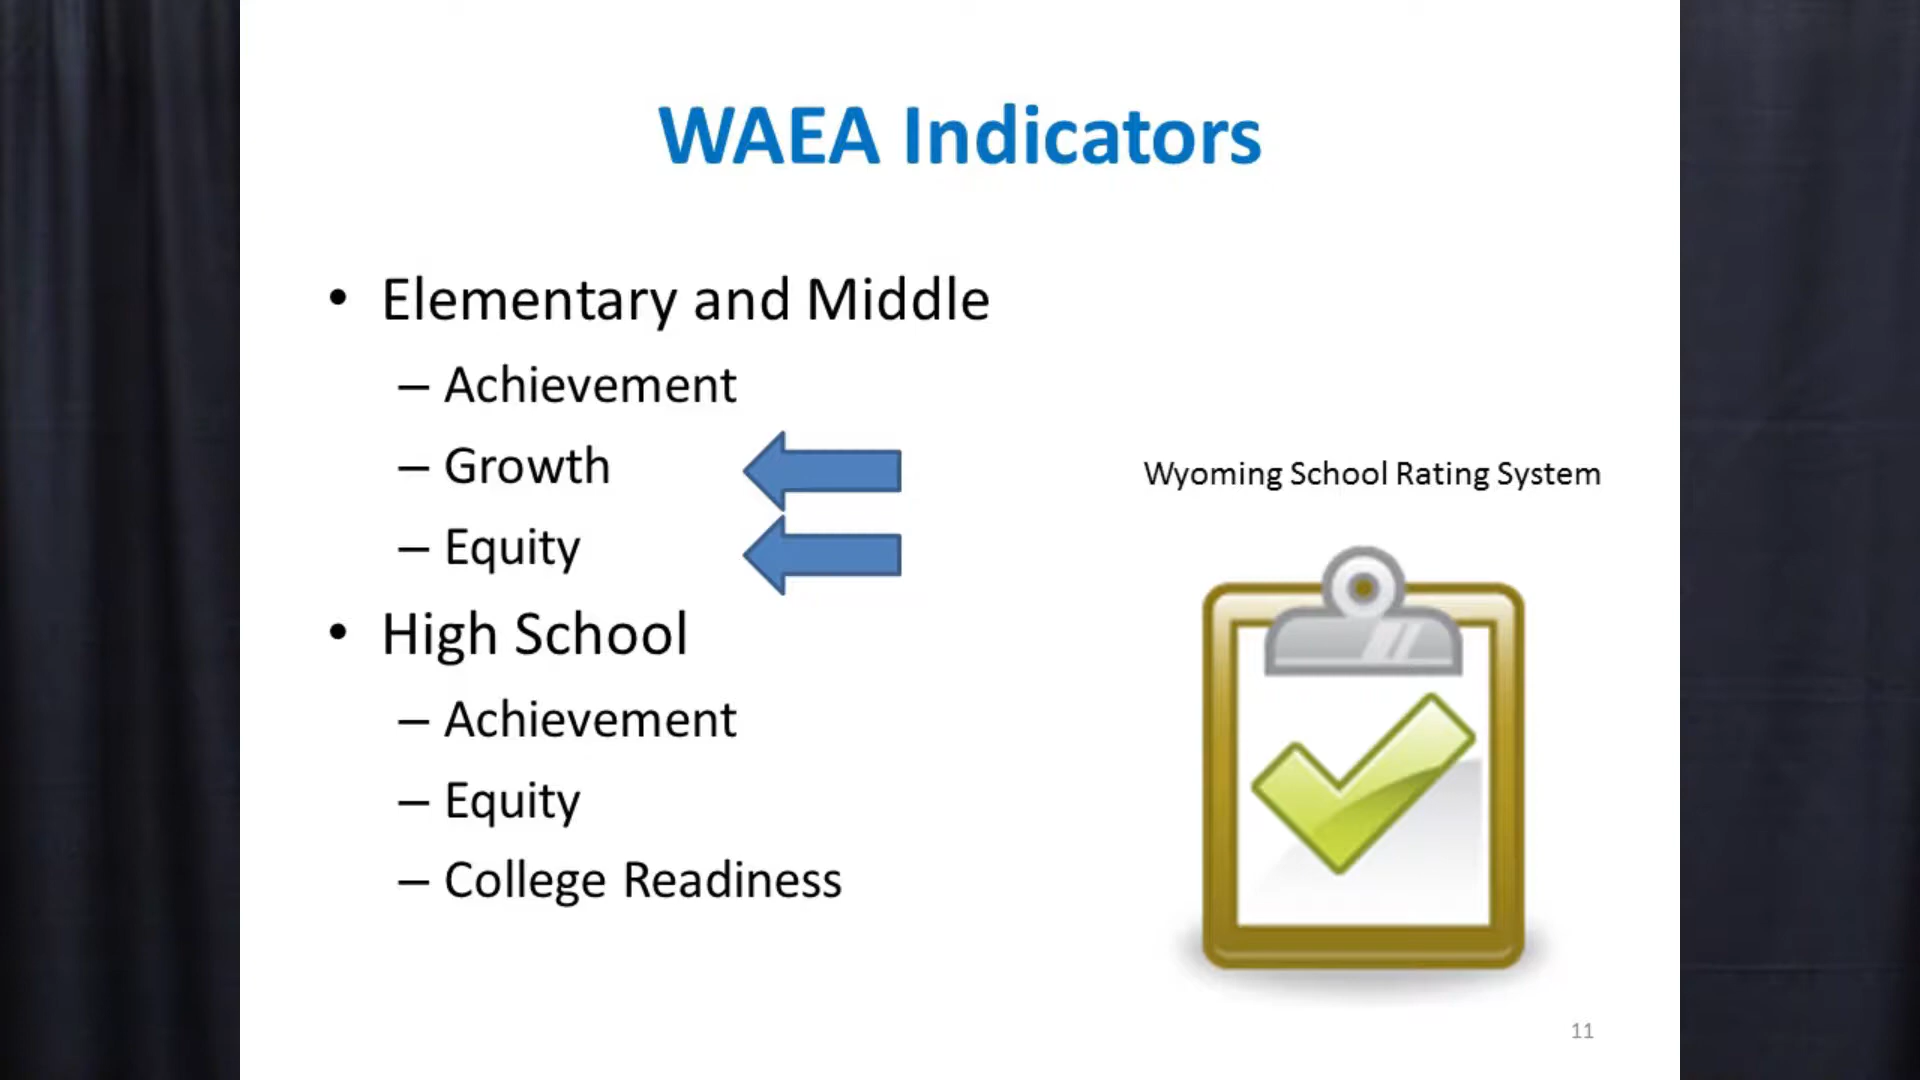 WAEA Indicators
• Elementary and Middle
– Achievement
– Growth
– Equity
• High School
– Achievement
– Equity
– College Readiness
Wyoming School Rating System
11